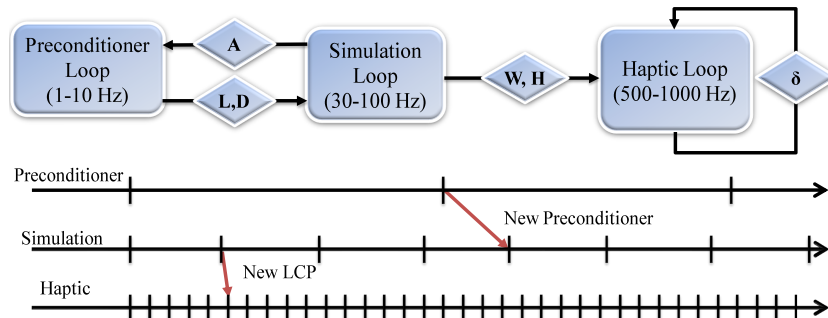 Preconditioner
Loop
(1-10 Hz)
A
L,D
Simulation
Loop
(30-100 Hz)
W, H
Haptic Loop
(500-1000 Hz)
δ
Preconditioner
New Preconditioner
Simulation
New LCP
Haptic